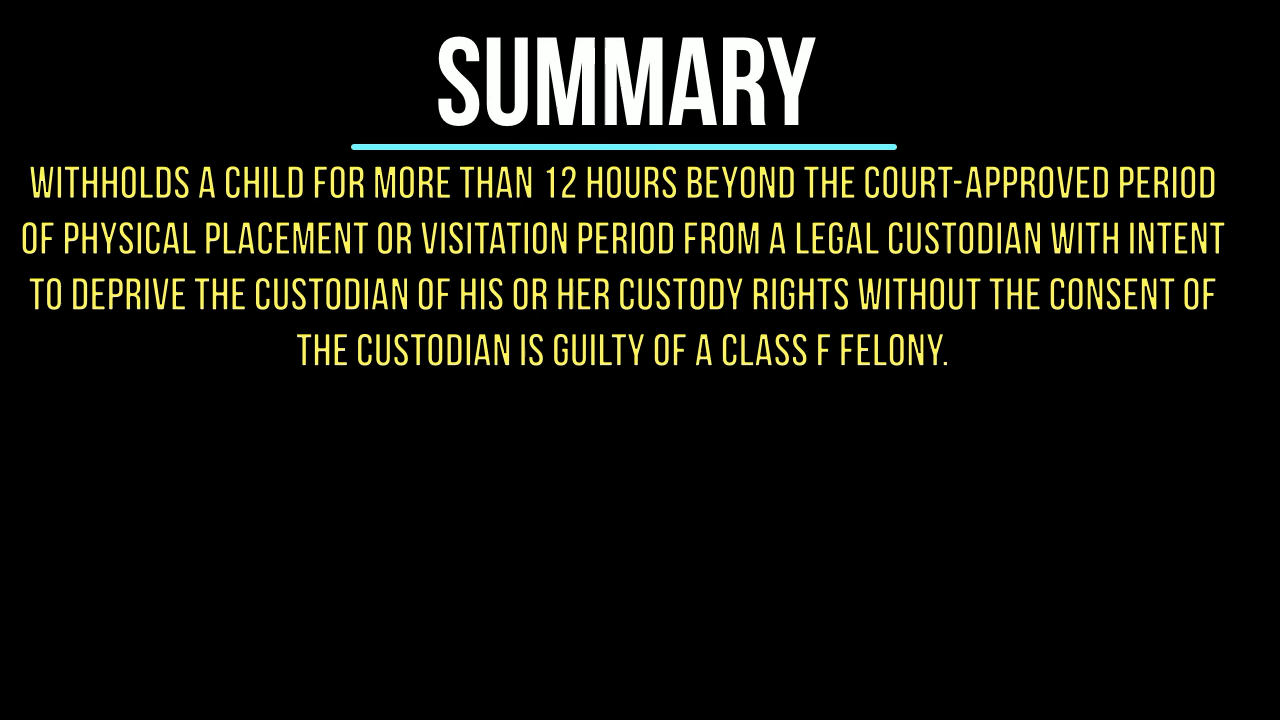 SUMMARY
WITHHOLDS A CHILD FOR MORE THAN 12 HOURS BEYOND THE COURT-APPROVED PERIOD
OF PHYSICAL PLACEMENT OR VISITATION PERIOD FROM A LEGAL CUSTODIAN WITH INTENT
TO DEPRIVE THE CUSTODIAN OF HIS OR HER CUSTODY RIGHTS WITHOUT THE CONSENT OF
THE CUSTODIAN IS GUILTY OF A CLASS F FELONY.